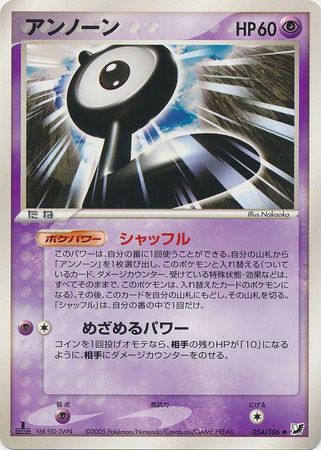 アンノーン HP60
たね
Illus.Nakaoka
ポケパワー シャッフル
このパワーは、自分の番に1回使うことができる。自分の山札から
「アンノーン」を1枚選び出し、このポケモンと入れ替える(ついて
いるカード、ダメージカウンター、受けている特殊状態・効果などは、
すべてそのままで、このポケモンは、入れ替えたカードのポケモンに
なる)。その後、このカードを自分の山札にもどし、その山札を切る。
「シャッフル」は、自分の番の中で1回だけ。
めざめるパワー
コインを1回投げオモテなら、相手の残りHPが「10」になる
ように、相手にダメージカウンターをのせる。
弱点 抵抗力 にげる
1 EDITION Y6K-9JD-3WN ©2005 Pokémon/Nintendo/Creatures/GAME FREAK. 054/106 ◆